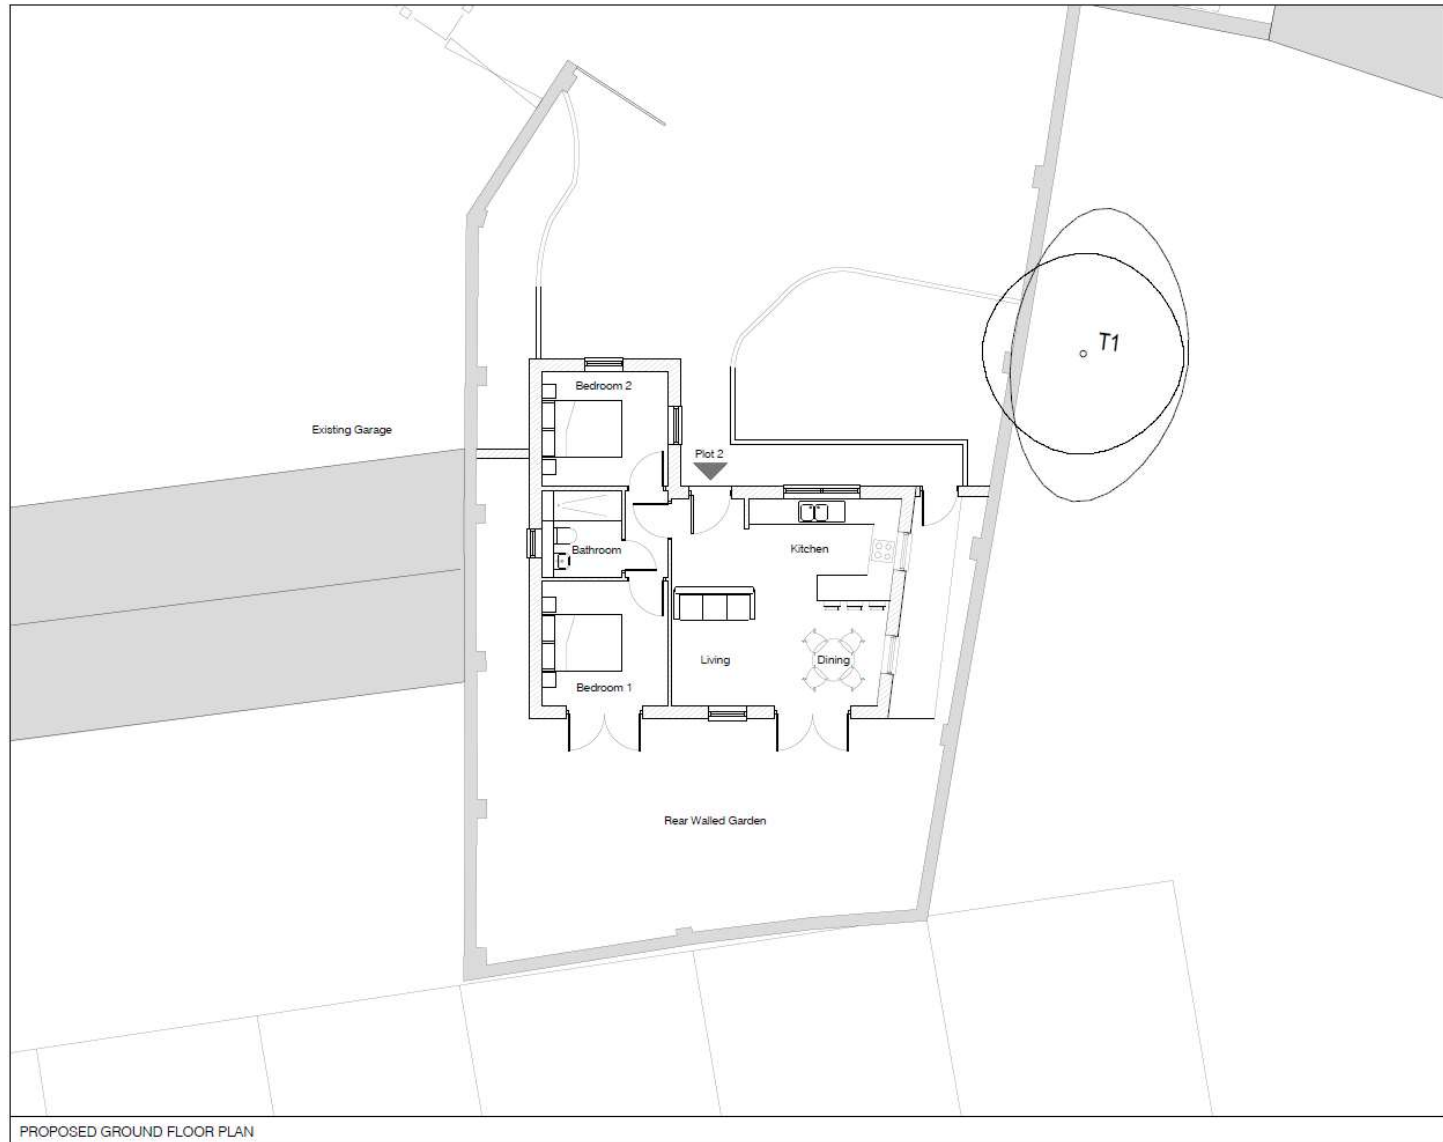 T1
Bedroom 2
Existing Garage
Plot 2
Bathroom
Kitchen
Living
Dining
Bedroom 1
Rear Walled Garden
PROPOSED GROUND FLOOR PLAN